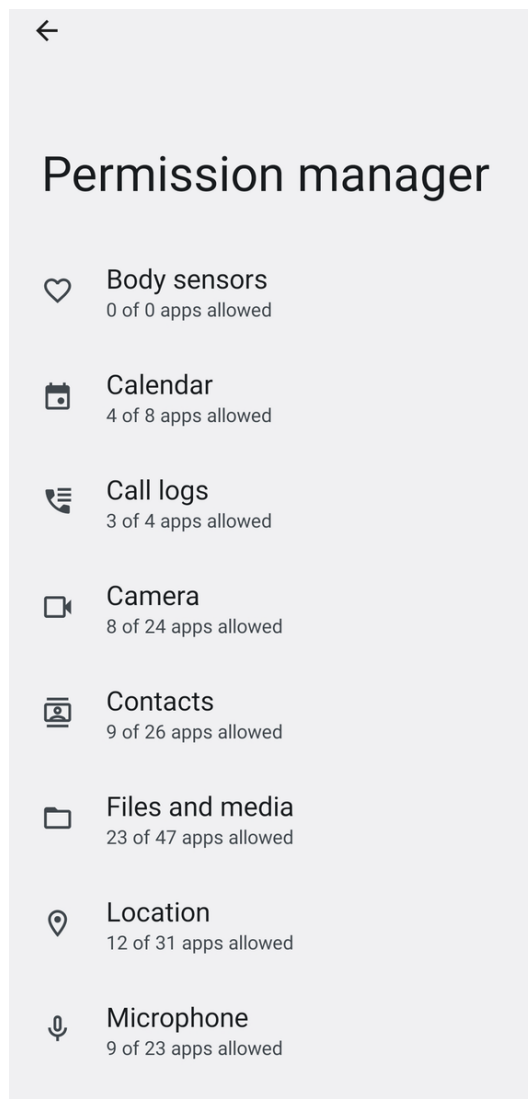 Permission manager
Body sensors
0 of 0 apps allowed
Calendar
4 of 8 apps allowed
Call logs
3 of 4 apps allowed
Camera
8 of 24 apps allowed
Contacts
9 of 26 apps allowed
Files and media
23 of 47 apps allowed
Location
12 of 31 apps allowed
Microphone
9 of 23 apps allowed